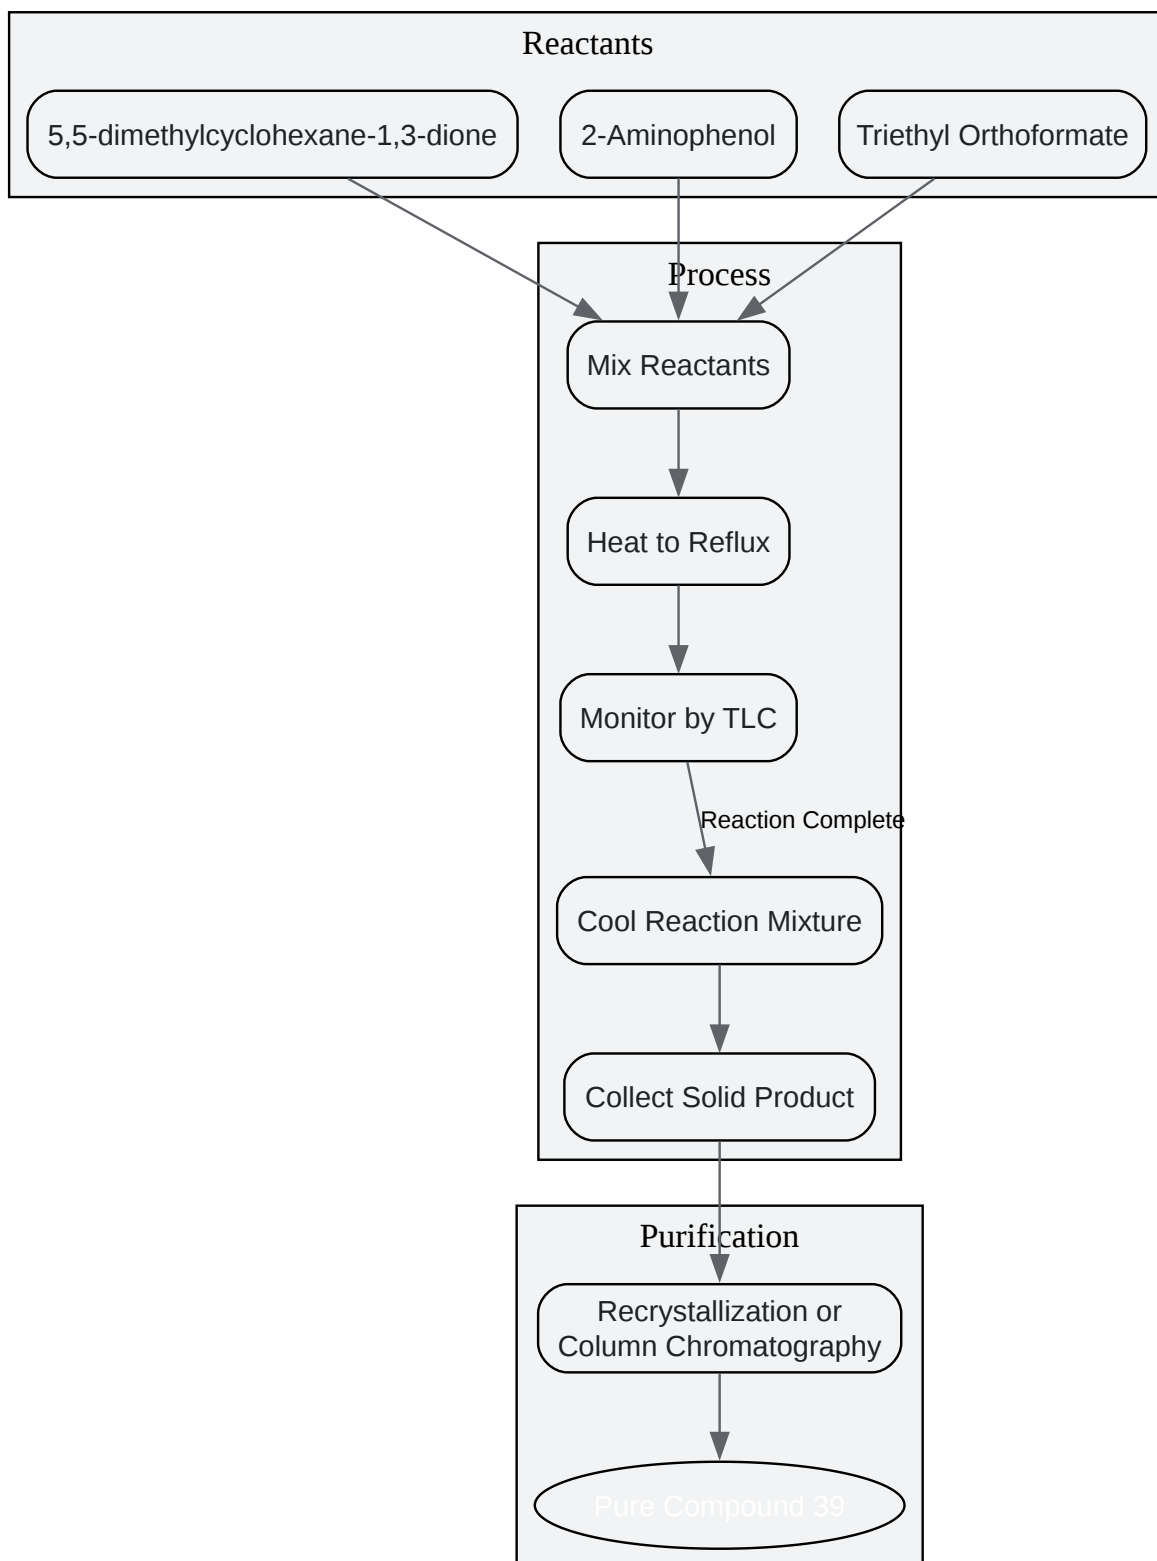 Reactants
5,5-dimethylcyclohexane-1,3-dione
2-Aminophenol
Triethyl Orthoformate
Process
Mix Reactants
Heat to Reflux
Monitor by TLC
Reaction Complete
Cool Reaction Mixture
Collect Solid Product
Purification
Recrystallization or
Column Chromatography
Pure Compound 39